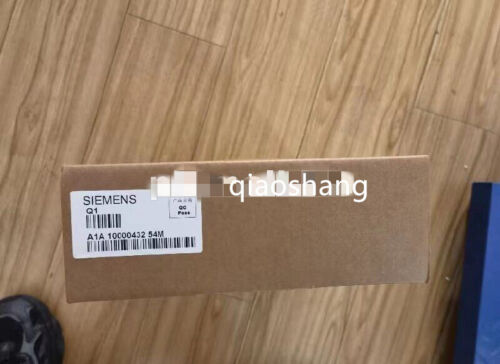 qiaoshang
SIEMENS
Q1
QC
Pass
A1A 10000432 54M